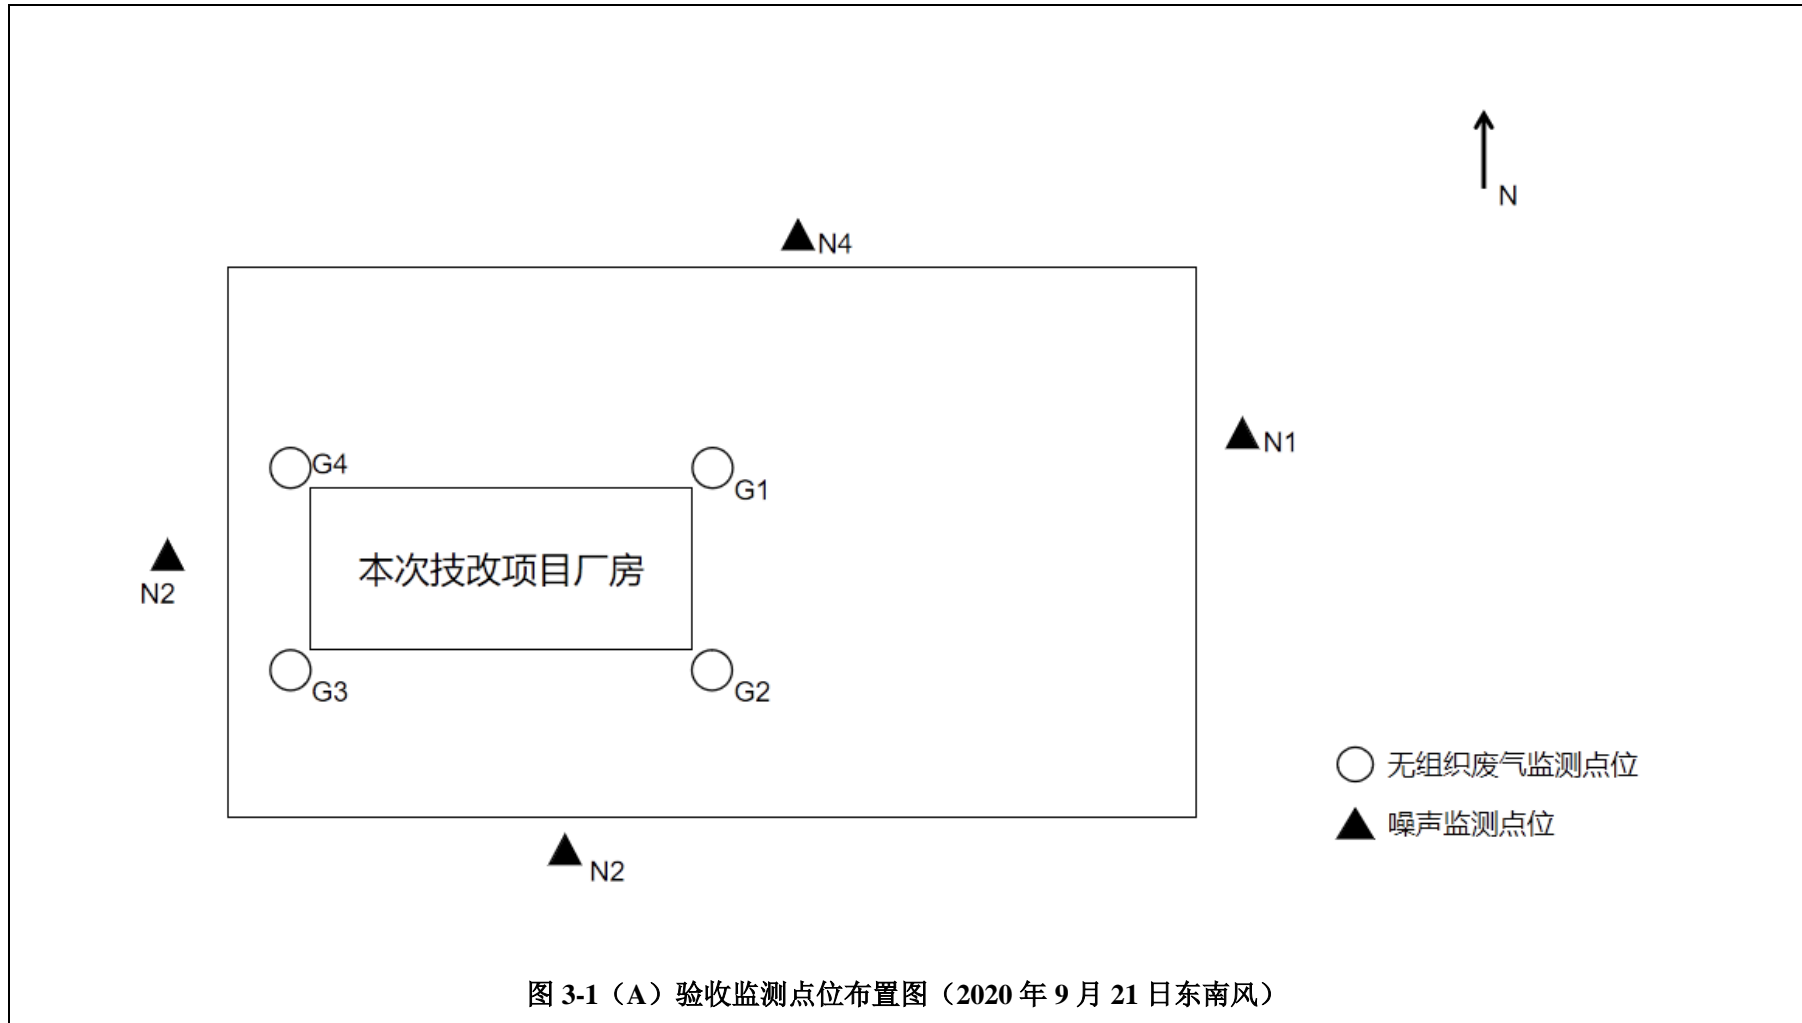 N
N4
N1
G4
G1
本次技改项目厂房
N2
G3
G2
无组织废气监测点位
噪声监测点位
N2
图 3-1（A）验收监测点位布置图（2020 年 9 月 21 日东南风）